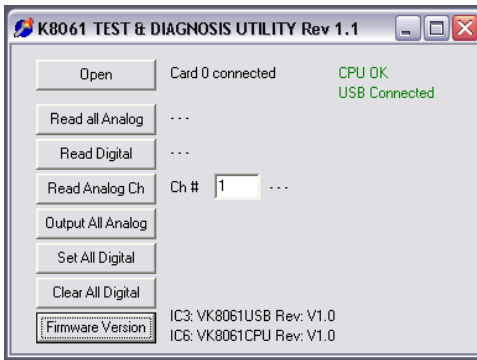 K8061 TEST & DIAGNOSIS UTILITY Rev 1.1
Open Card 0 connected CPU OK
USB Connected
Read all Analog - - -
Read Digital - - -
Read Analog Ch Ch # 1 - - -
Output All Analog
Set All Digital
Clear All Digital
Firmware Version IC3: VK8061USB Rev: V1.0
IC6: VK8061CPU Rev: V1.0